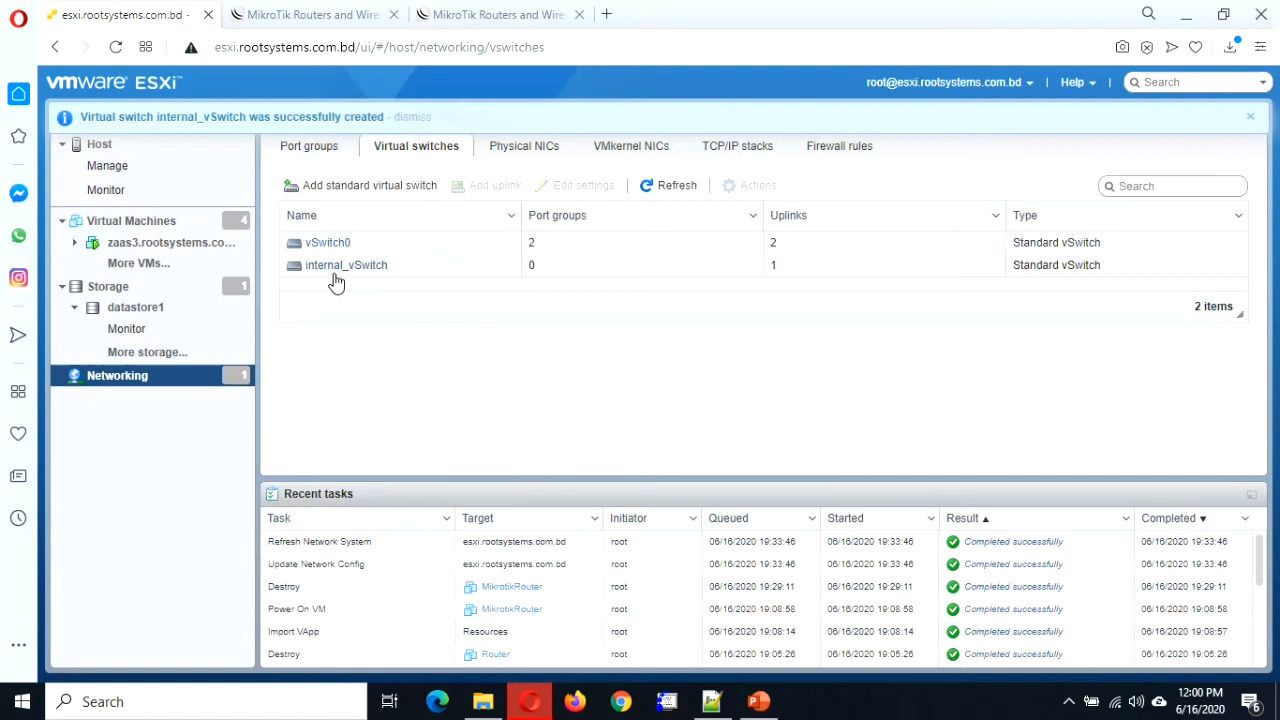 esxi.rootsystems.com.bd -
MikroTik Routers and Wire
MikroTik Routers and Wire
esxi.rootsystems.com.bd/ui/#/host/networking/vswitches
vmware ESXi™
root@esxi.rootsystems.com.bd | Help | Search
Virtual switch internal_vSwitch was successfully created - dismiss
Host
Manage
Monitor
Virtual Machines 4
zaas3.rootsystems.co...
More VMs...
Storage 1
datastore1
Monitor
More storage...
Networking 1
Port groups Virtual switches Physical NICs VMkernel NICs TCP/IP stacks Firewall rules
Add standard virtual switch Add uplink Edit settings | Refresh | Actions Search
Name Port groups Uplinks Type
vSwitch0 2 2 Standard vSwitch
internal_vSwitch 0 1 Standard vSwitch
2 items
Recent tasks
Task Target Initiator Queued Started Result Completed
Refresh Network System esxi.rootsystems.com.bd root 06/16/2020 19:33:46 06/16/2020 19:33:46 Completed successfully 06/16/2020 19:33:46
Update Network Config esxi.rootsystems.com.bd root 06/16/2020 19:33:46 06/16/2020 19:33:46 Completed successfully 06/16/2020 19:33:46
Destroy MikrotikRouter root 06/16/2020 19:29:11 06/16/2020 19:29:11 Completed successfully 06/16/2020 19:29:11
Power On VM MikrotikRouter root 06/16/2020 19:08:58 06/16/2020 19:08:58 Completed successfully 06/16/2020 19:08:58
Import VApp Resources root 06/16/2020 19:08:14 06/16/2020 19:08:14 Completed successfully 06/16/2020 19:08:57
Destroy Router root 06/16/2020 19:05:26 06/16/2020 19:05:26 Completed successfully 06/16/2020 19:05:26
Search
12:00 PM
6/16/2020
6